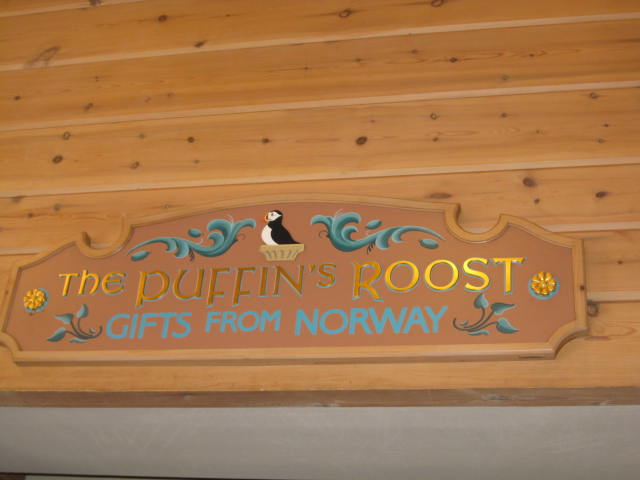 The PUFFIN'S ROOST
GIFTS FROM NORWAY